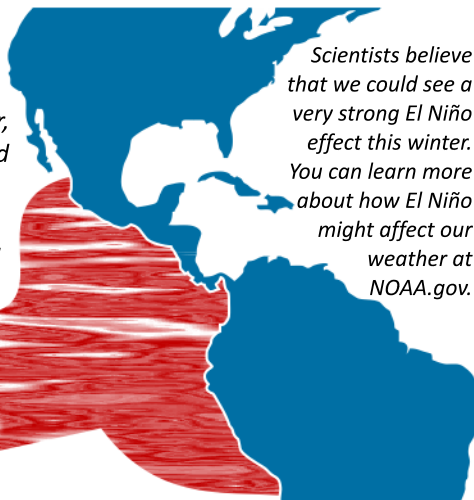 Scientists believe
that we could see a
very strong El Niño
effect this winter.
You can learn more
about how El Niño
might affect our
weather at
NOAA.gov.